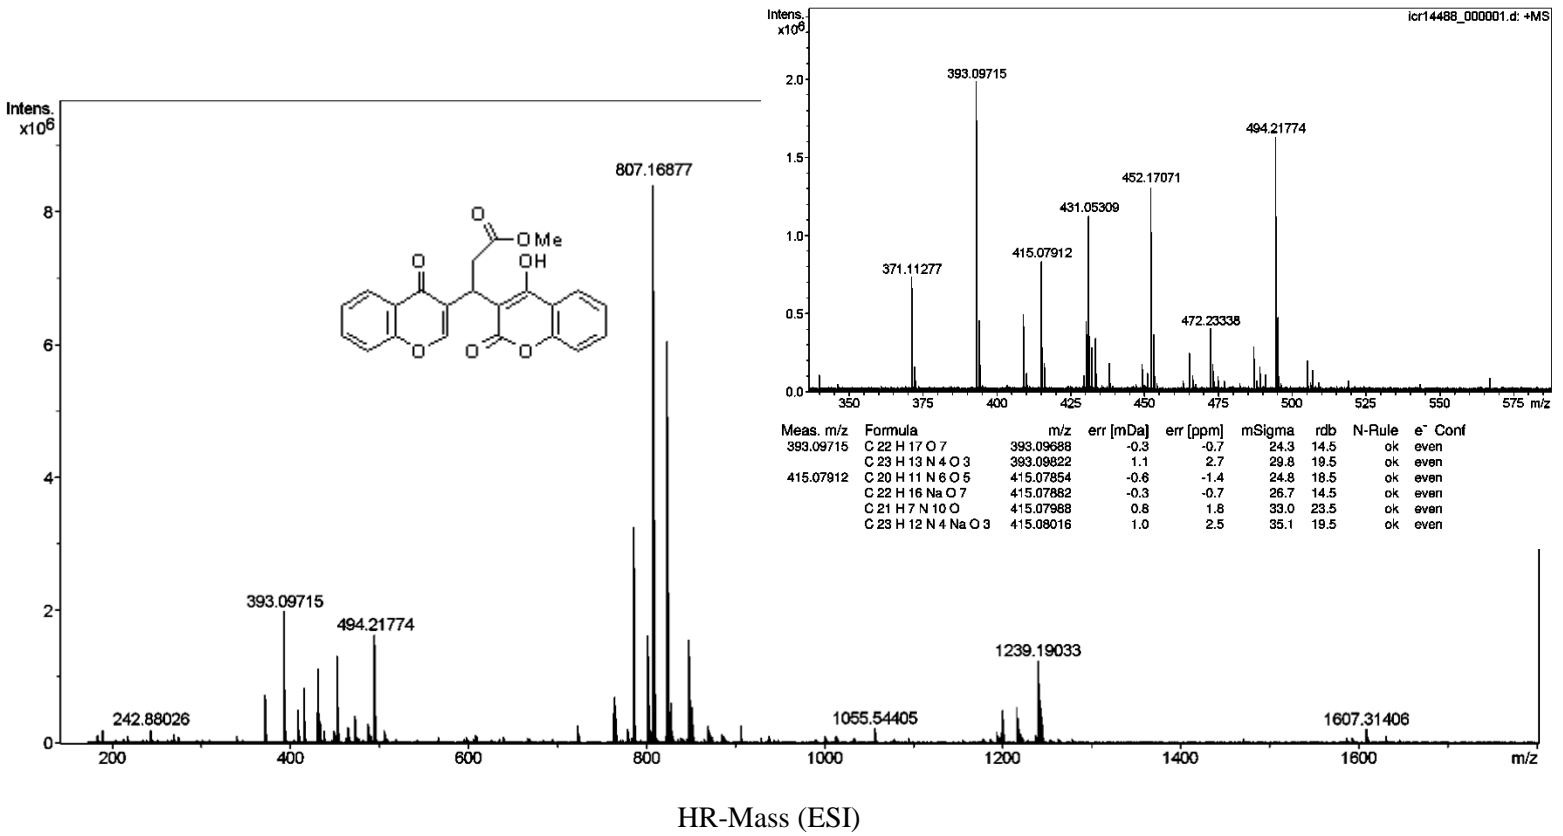 Intens.
x10⁶
icr14488_000001.d: +MS
2.0
1.5
1.0
0.5
0.0
393.09715
494.21774
452.17071
431.05309
415.07912
371.11277
472.23338
350 375 400 425 450 475 500 525 550 575 m/z
Meas. m/z Formula m/z err [mDa] err [ppm] mSigma rdb N-Rule e⁻ Conf
393.09715 C 22 H 17 O 7 393.09688 -0.3 -0.7 24.3 14.5 ok even
C 23 H 13 N 4 O 3 393.09822 1.1 2.7 29.8 19.5 ok even
415.07912 C 20 H 11 N 6 O 5 415.07854 -0.6 -1.4 24.8 18.5 ok even
C 22 H 16 Na O 7 415.07882 -0.3 -0.7 26.7 14.5 ok even
C 21 H 7 N 10 O 415.07988 0.8 1.8 33.0 23.5 ok even
C 23 H 12 N 4 Na O 3 415.08016 1.0 2.5 35.1 19.5 ok even
Intens.
x10⁶
8
6
4
2
0
807.16877
O
O Me
O
OH
O
O
O
393.09715
494.21774
242.88026
1055.54405
1239.19033
1607.31406
200 400 600 800 1000 1200 1400 1600 m/z
HR-Mass (ESI)